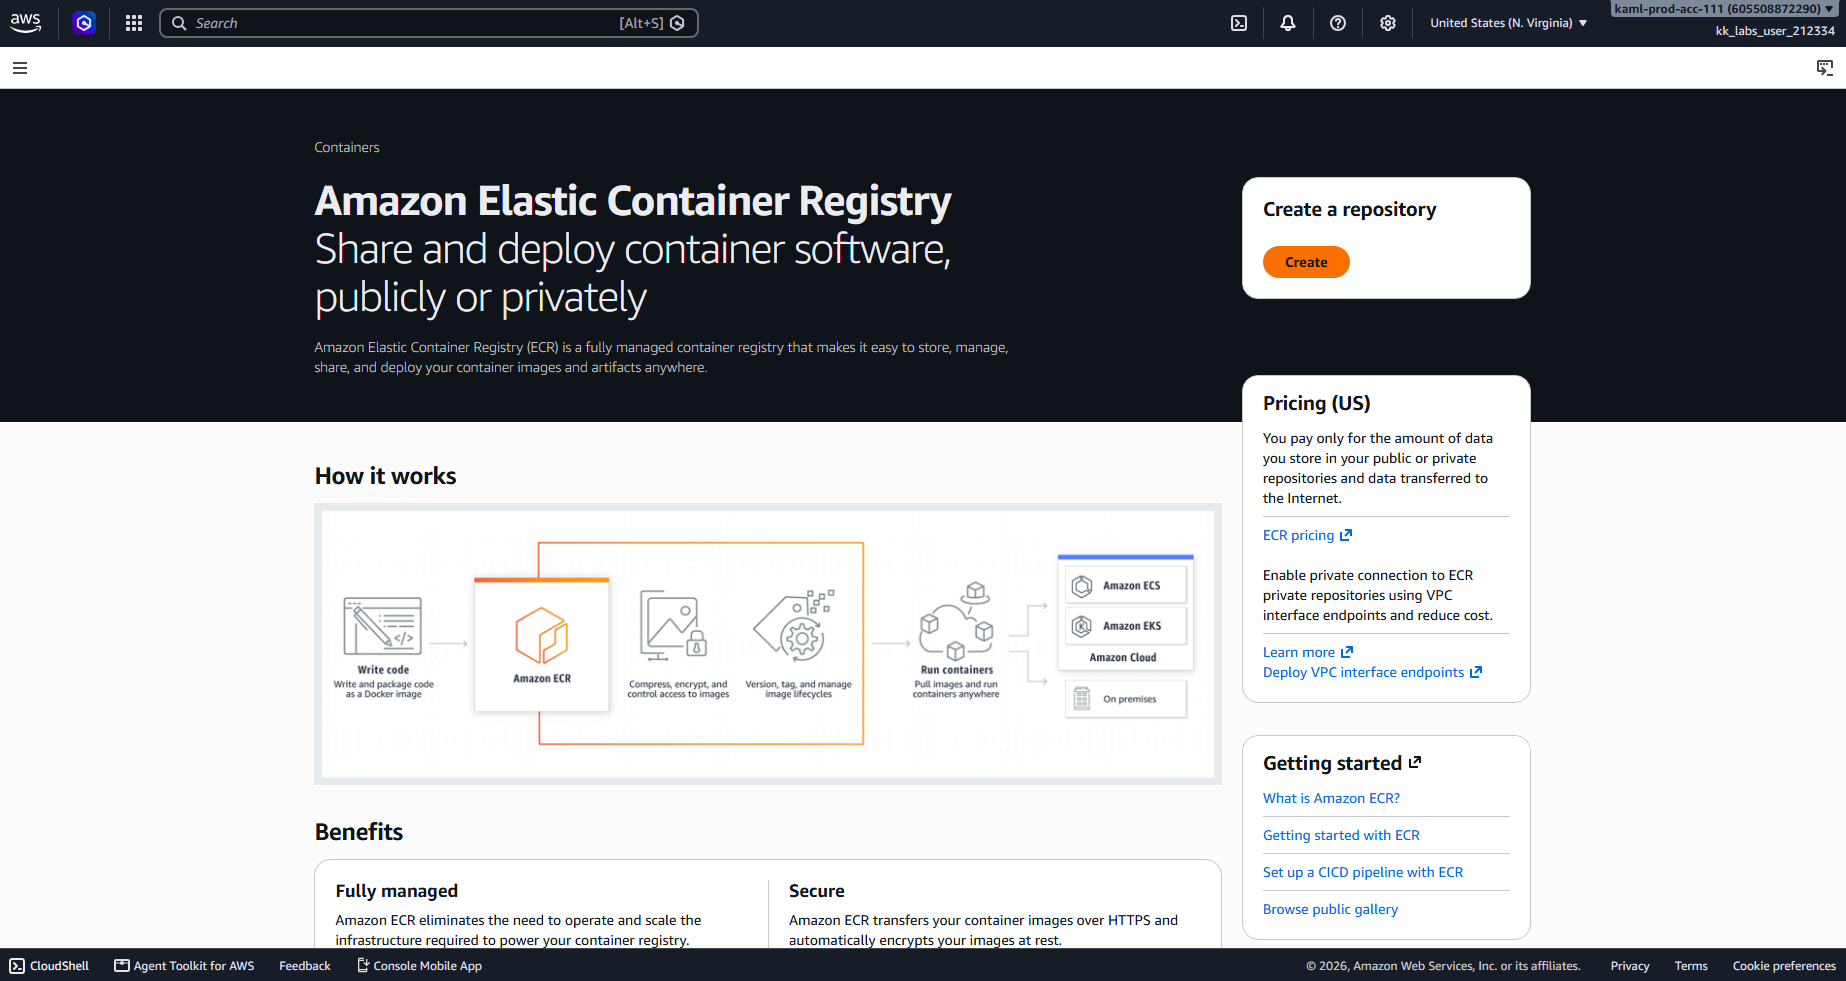 aws
Search
[Alt+S]
United States (N. Virginia)
kaml-prod-acc-111 (605508872290)
kk_labs_user_212334
Containers
Amazon Elastic Container Registry
Share and deploy container software,
publicly or privately
Amazon Elastic Container Registry (ECR) is a fully managed container registry that makes it easy to store, manage,
share, and deploy your container images and artifacts anywhere.
Create a repository
Create
Pricing (US)
You pay only for the amount of data
you store in your public or private
repositories and data transferred to
the Internet.
ECR pricing
Enable private connection to ECR
private repositories using VPC
interface endpoints and reduce cost.
Learn more
Deploy VPC interface endpoints
How it works
Write code
Write and package code
as a Docker image
Amazon ECR
Compress, encrypt, and
control access to images
Version, tag, and manage
image lifecycles
Run containers
Pull images and run
containers anywhere
Amazon ECS
Amazon EKS
Amazon Cloud
On premises
Getting started
What is Amazon ECR?
Getting started with ECR
Set up a CICD pipeline with ECR
Browse public gallery
Benefits
Fully managed
Amazon ECR eliminates the need to operate and scale the
infrastructure required to power your container registry.
Secure
Amazon ECR transfers your container images over HTTPS and
automatically encrypts your images at rest.
CloudShell
Agent Toolkit for AWS
Feedback
Console Mobile App
© 2026, Amazon Web Services, Inc. or its affiliates.
Privacy
Terms
Cookie preferences